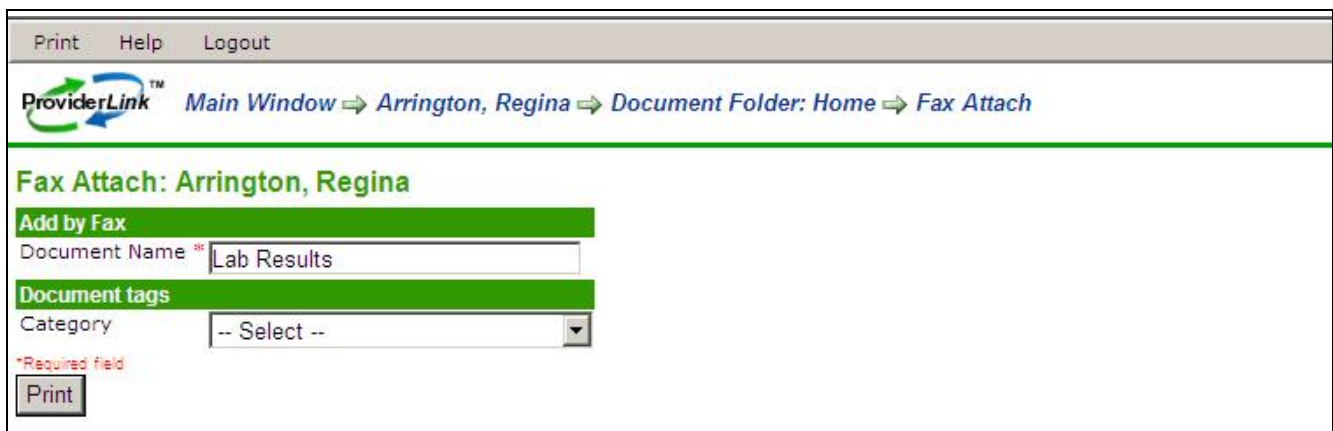 Print Help Logout
ProviderLink™ Main Window ⇨ Arrington, Regina ⇨ Document Folder: Home ⇨ Fax Attach
Fax Attach: Arrington, Regina
Add by Fax
Document Name * Lab Results
Document tags
Category -- Select --
*Required field
Print